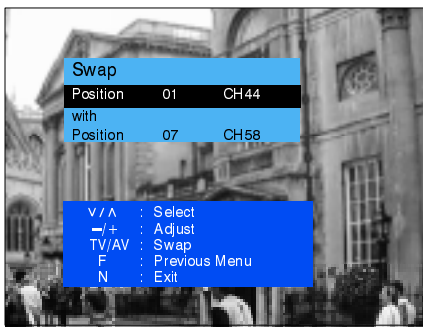 Swap
Position 01 CH44
with
Position 07 CH58
∨/∧ : Select
−/+ : Adjust
TV/AV : Swap
F : Previous Menu
N : Exit